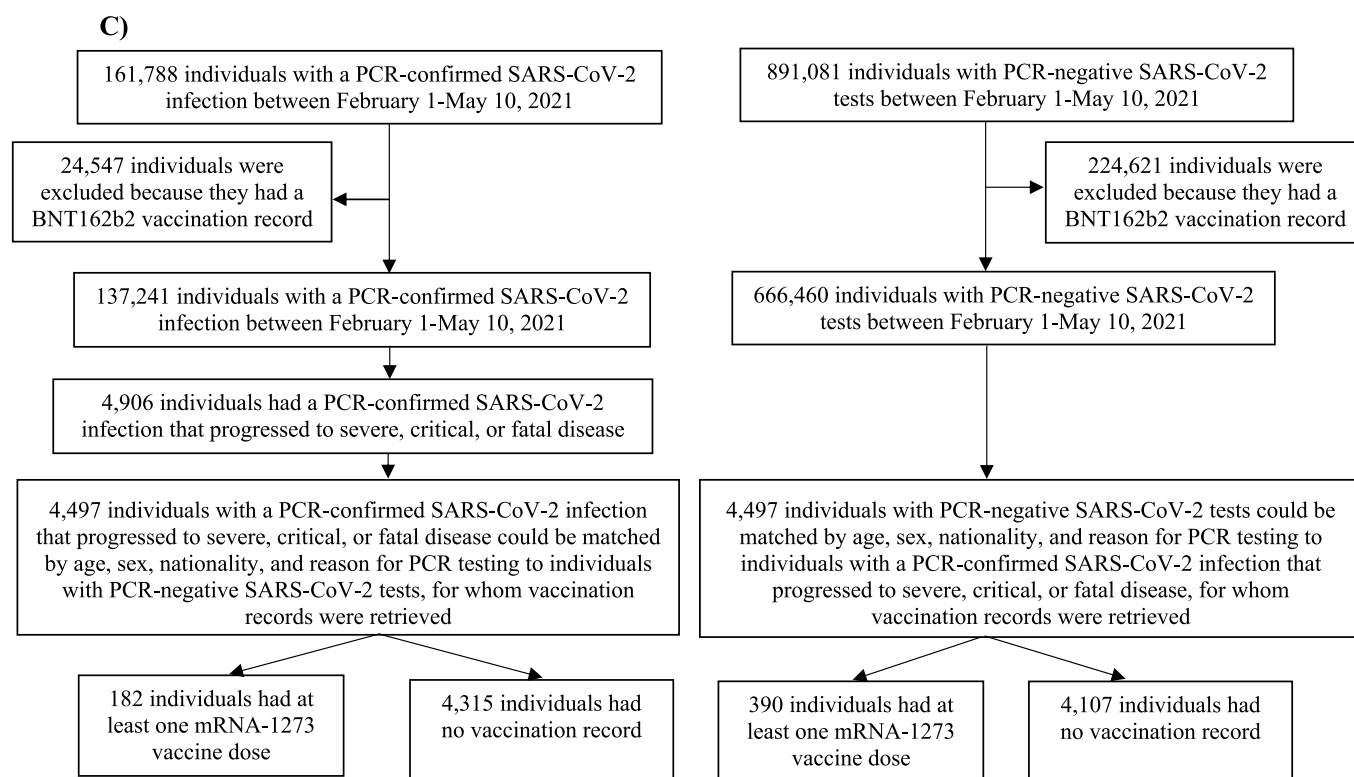 C)
161,788 individuals with a PCR-confirmed SARS-CoV-2
infection between February 1-May 10, 2021
891,081 individuals with PCR-negative SARS-CoV-2
tests between February 1-May 10, 2021
24,547 individuals were
excluded because they had a
BNT162b2 vaccination record
224,621 individuals were
excluded because they had a
BNT162b2 vaccination record
137,241 individuals with a PCR-confirmed SARS-CoV-2
infection between February 1-May 10, 2021
666,460 individuals with PCR-negative SARS-CoV-2
tests between February 1-May 10, 2021
4,906 individuals had a PCR-confirmed SARS-CoV-2
infection that progressed to severe, critical, or fatal disease
4,497 individuals with a PCR-confirmed SARS-CoV-2 infection
that progressed to severe, critical, or fatal disease could be matched
by age, sex, nationality, and reason for PCR testing to individuals
with PCR-negative SARS-CoV-2 tests, for whom vaccination
records were retrieved
4,497 individuals with PCR-negative SARS-CoV-2 tests could be
matched by age, sex, nationality, and reason for PCR testing to
individuals with a PCR-confirmed SARS-CoV-2 infection that
progressed to severe, critical, or fatal disease, for whom
vaccination records were retrieved
182 individuals had at
least one mRNA-1273
vaccine dose
4,315 individuals had
no vaccination record
390 individuals had at
least one mRNA-1273
vaccine dose
4,107 individuals had
no vaccination record